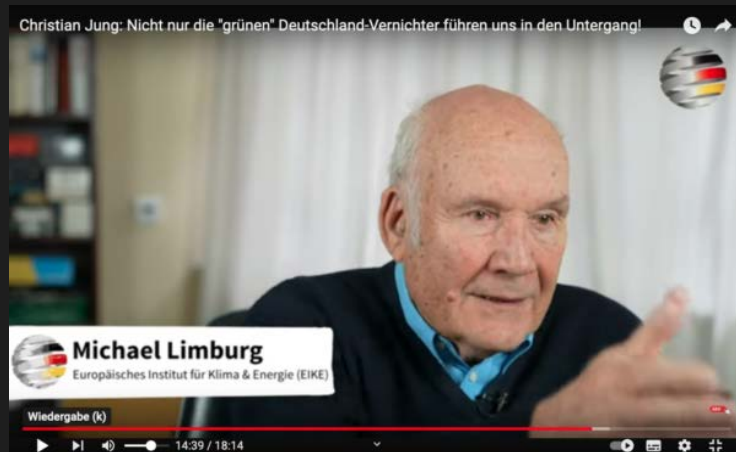 Christian Jung: Nicht nur die "grünen" Deutschland-Vernichter führen uns in den Untergang!
Michael Limburg
Europäisches Institut für Klima & Energie (EIKE)
Wiedergabe (k)
14:39 / 18:14